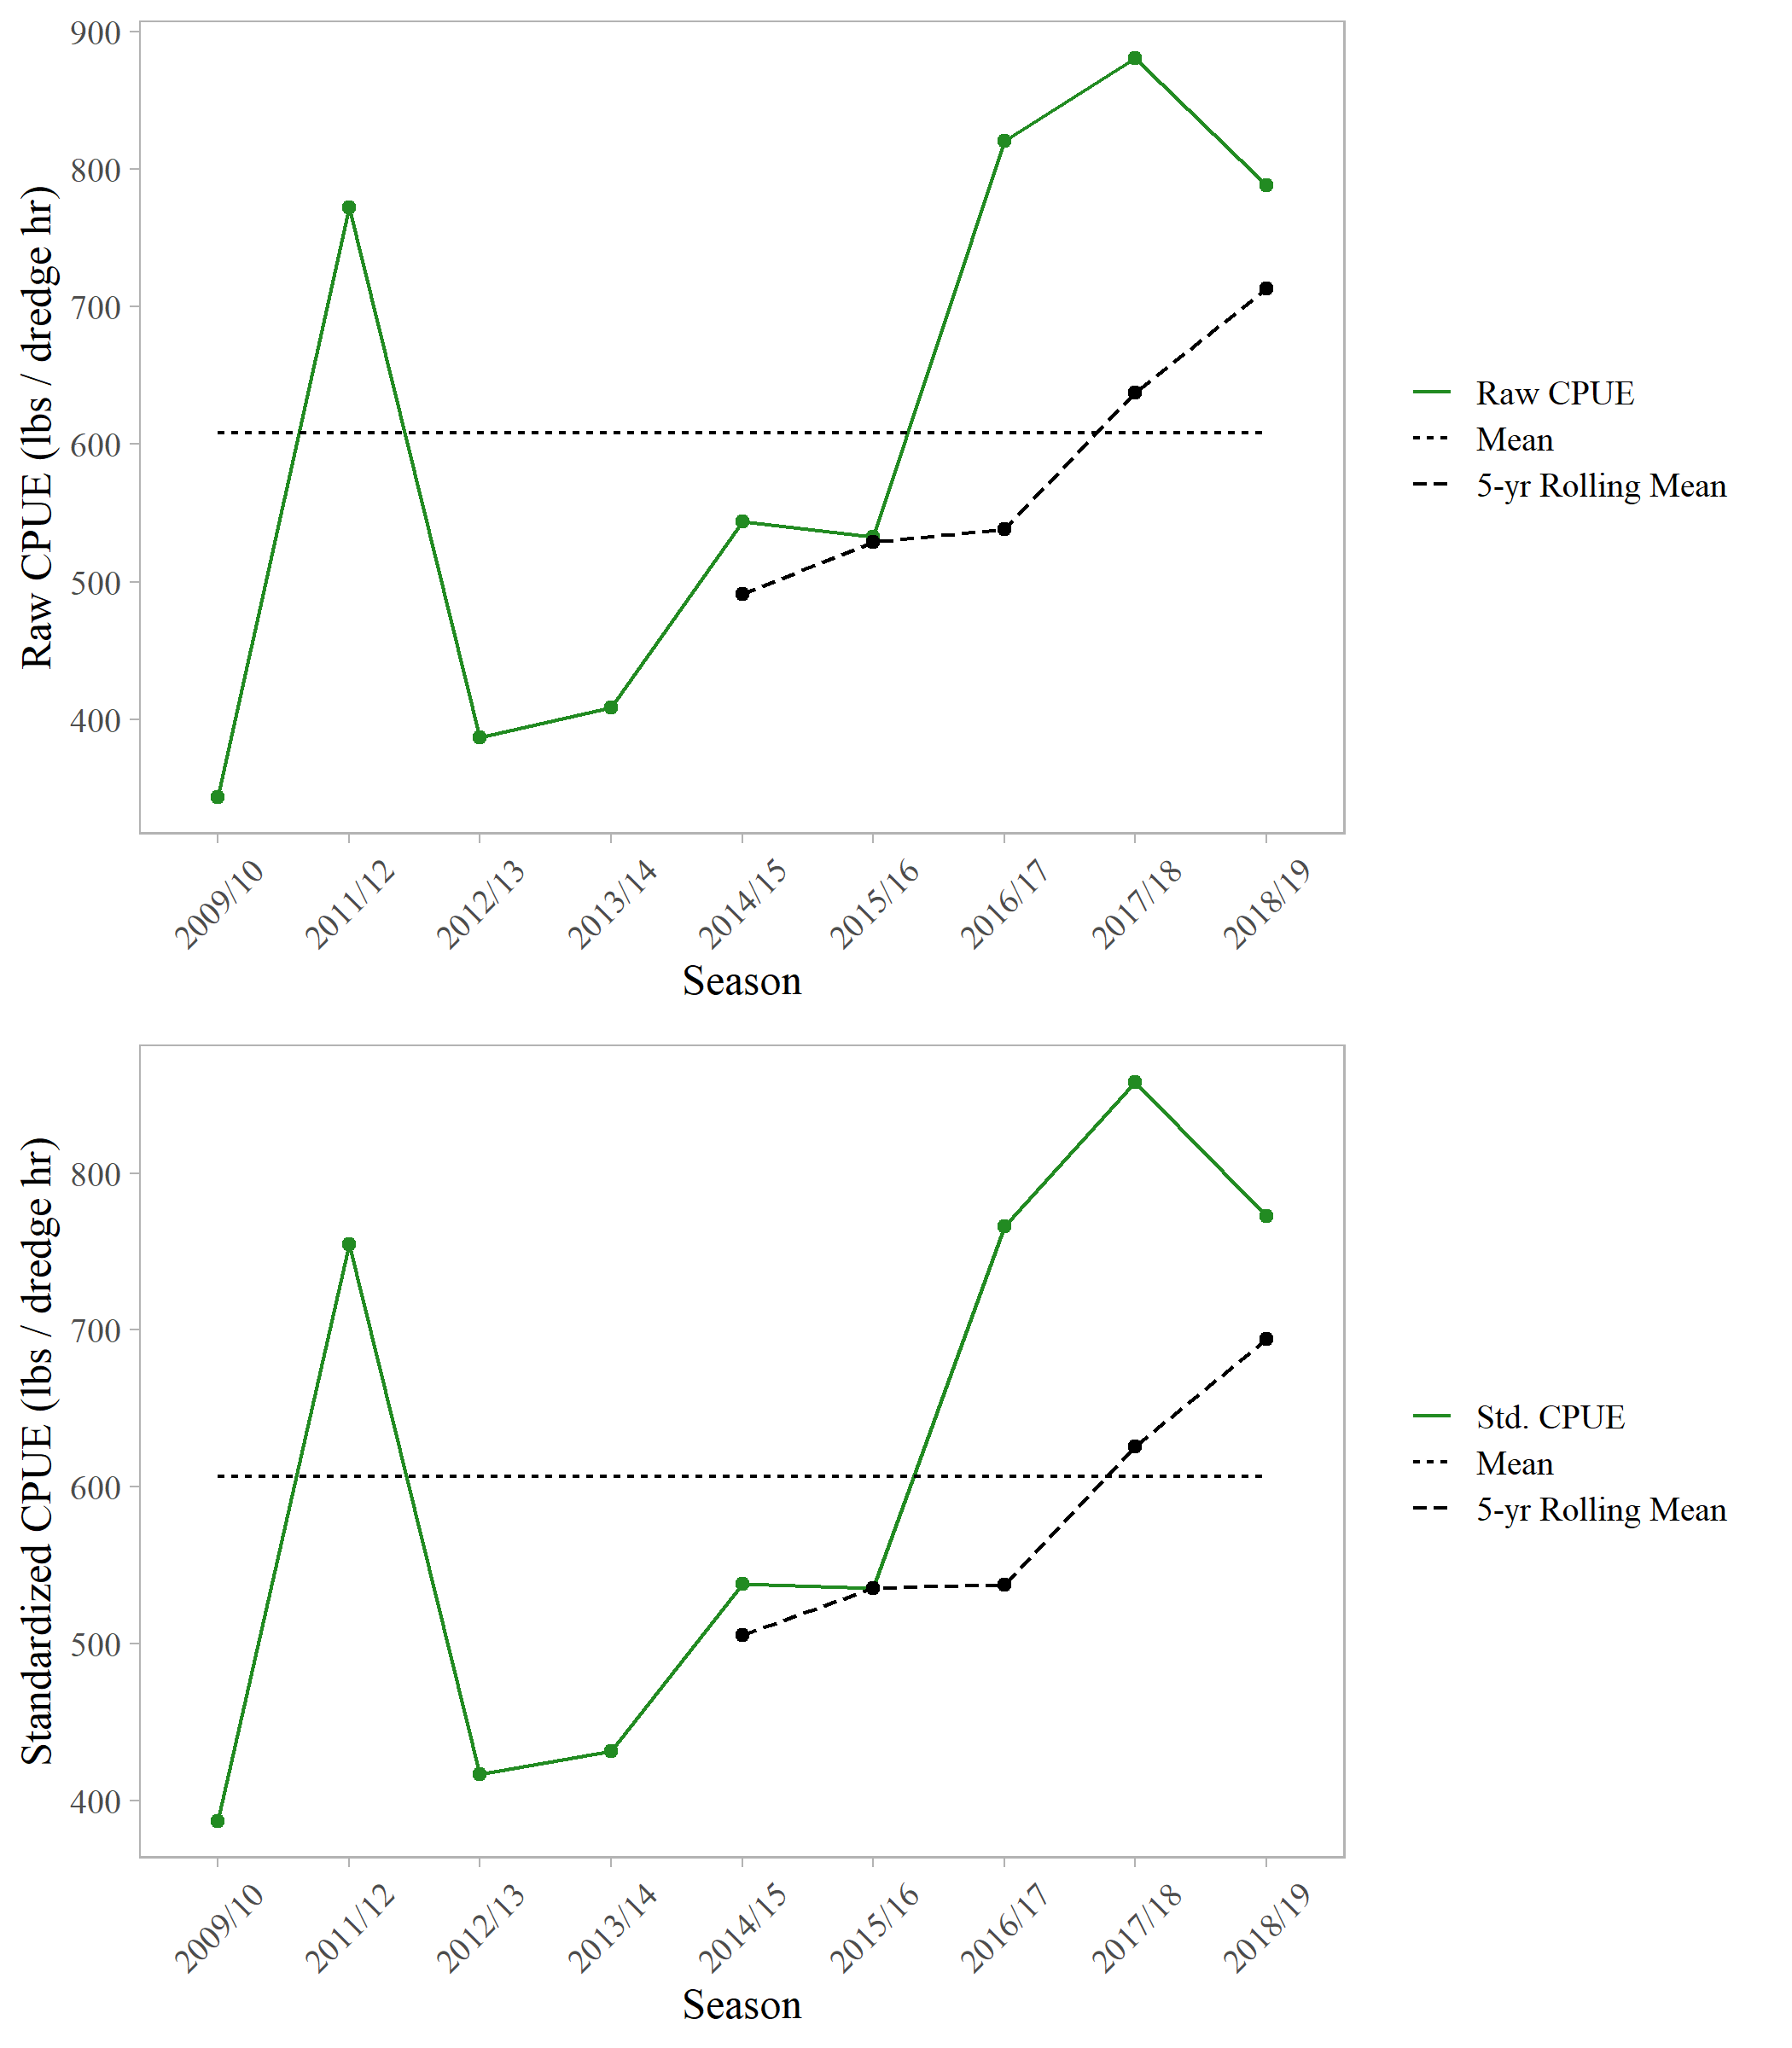 900
800
700
600
500
400
Raw CPUE (lbs / dredge hr)
2009/10 2011/12 2012/13 2013/14 2014/15 2015/16 2016/17 2017/18 2018/19
Season
Raw CPUE
Mean
5-yr Rolling Mean
800
700
600
500
400
Standardized CPUE (lbs / dredge hr)
2009/10 2011/12 2012/13 2013/14 2014/15 2015/16 2016/17 2017/18 2018/19
Season
Std. CPUE
Mean
5-yr Rolling Mean